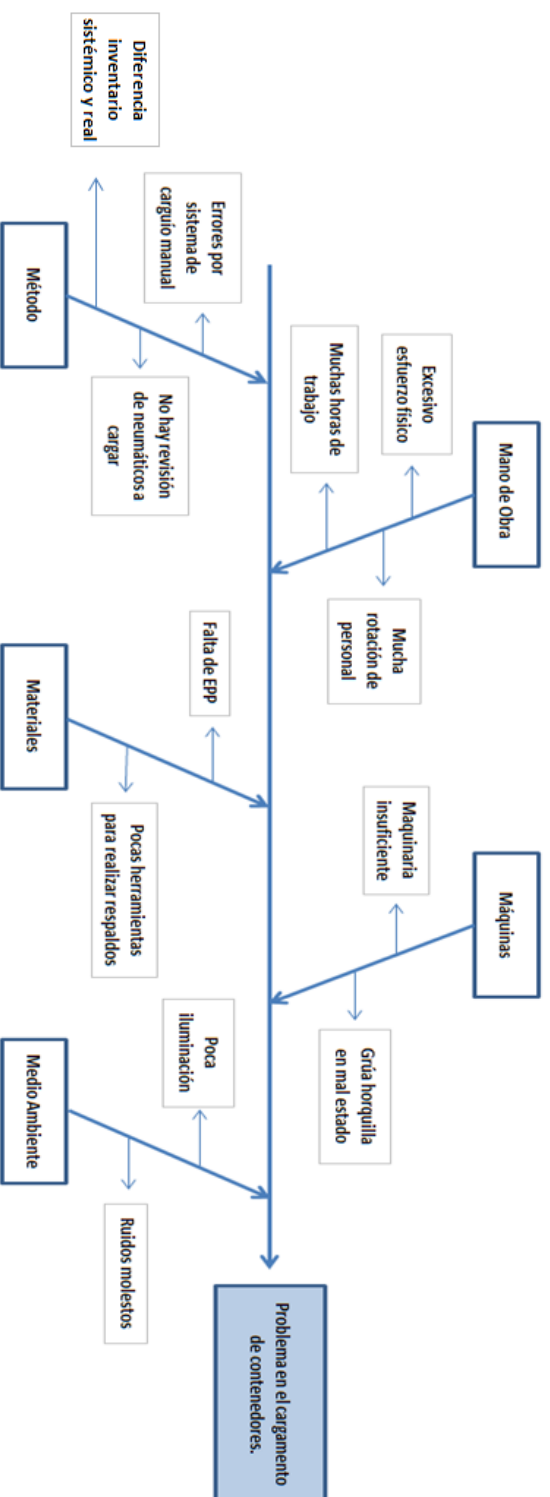 Mano de Obra
Máquinas
Excesivo
esfuerzo físico
Muchas horas de
trabajo
Mucha
rotación de
personal
Maquinaria
insuficiente
Grúa horquilla
en mal estado
Problema en el cargamento
de contenedores.
Errores por
sistema de
carguío manual
Diferencia
inventario
sistémico y real
No hay revisión
de neumáticos a
cargar
Falta de EPP
Pocas herramientas
para realizar respaldos
Poca
iluminación
Ruidos molestos
Método
Materiales
Medio Ambiente